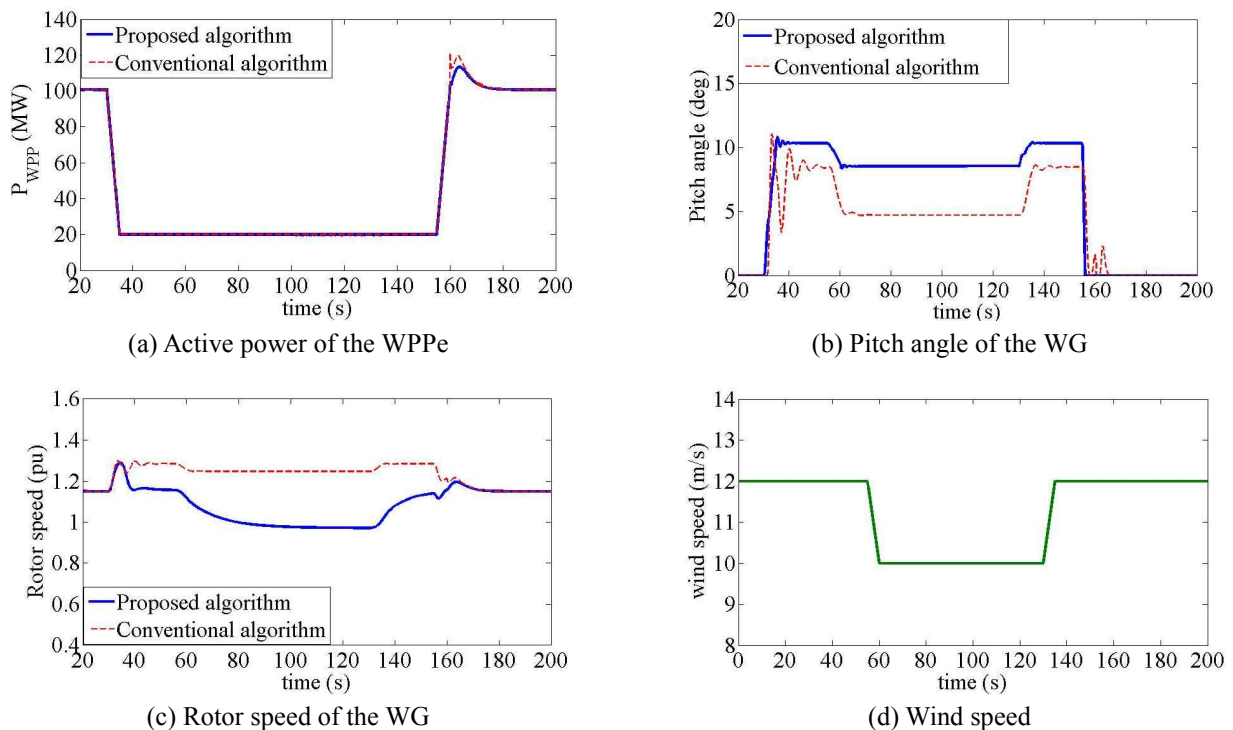 140
120
100
80
60
40
20
0
P_WPP (MW)
Proposed algorithm
Conventional algorithm
20 40 60 80 100 120 140 160 180 200
time (s)
(a) Active power of the WPPe
20
15
10
5
0
Pitch angle (deg)
Proposed algorithm
Conventional algorithm
20 40 60 80 100 120 140 160 180 200
time (s)
(b) Pitch angle of the WG
1.6
1.4
1.2
1
0.8
0.6
0.4
Rotor speed (pu)
Proposed algorithm
Conventional algorithm
20 40 60 80 100 120 140 160 180 200
time (s)
(c) Rotor speed of the WG
14
13
12
11
10
9
8
wind speed (m/s)
0 20 40 60 80 100 120 140 160 180 200
time (s)
(d) Wind speed